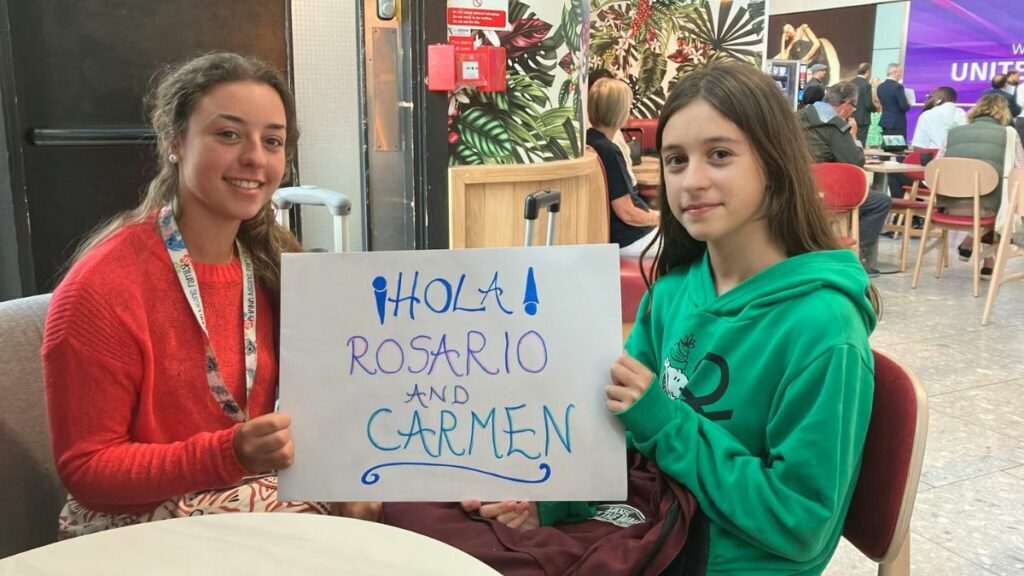 ¡HOLA!
ROSARIO
AND
CARMEN
UNITE